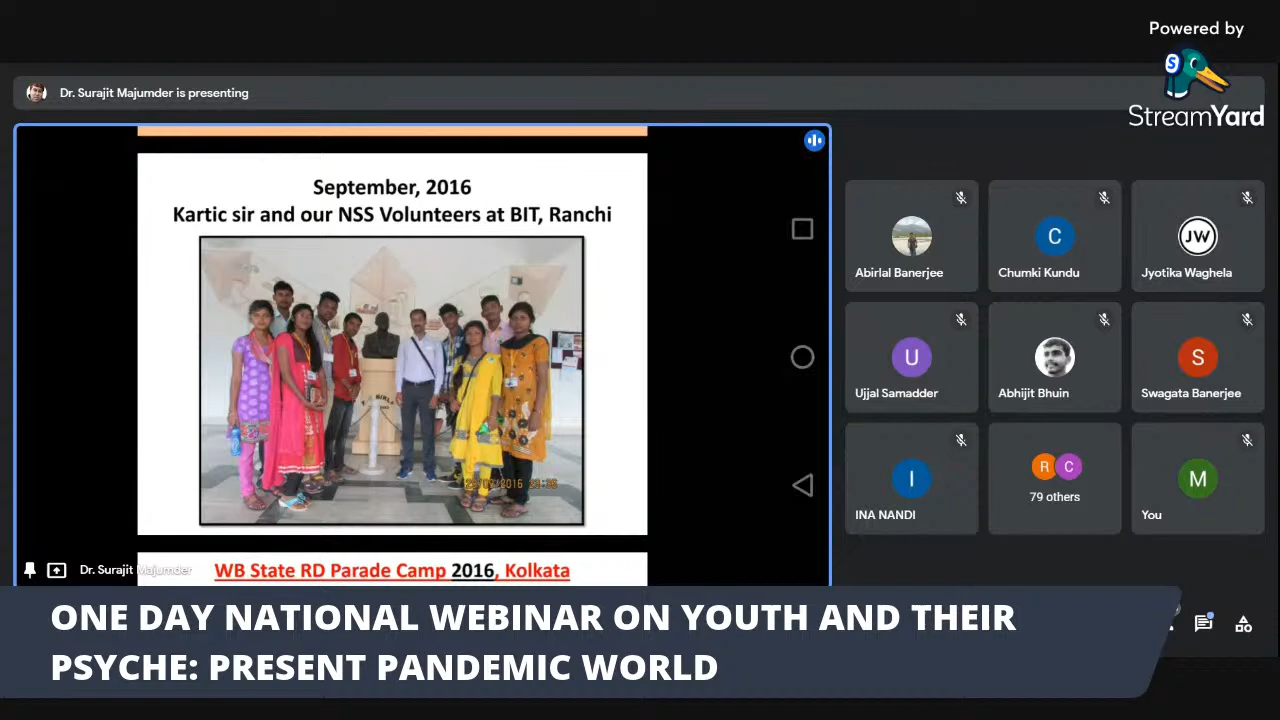 Powered by
StreamYard
Dr. Surajit Majumder is presenting
September, 2016
Kartic sir and our NSS Volunteers at BIT, Ranchi
WB State RD Parade Camp 2016, Kolkata
Dr. Surajit Majumder
Abirlal Banerjee
C
Chumki Kundu
JW
Jyotika Waghela
U
Ujjal Samadder
Abhijit Bhuin
S
Swagata Banerjee
I
INA NANDI
R C
79 others
M
You
ONE DAY NATIONAL WEBINAR ON YOUTH AND THEIR
PSYCHE: PRESENT PANDEMIC WORLD